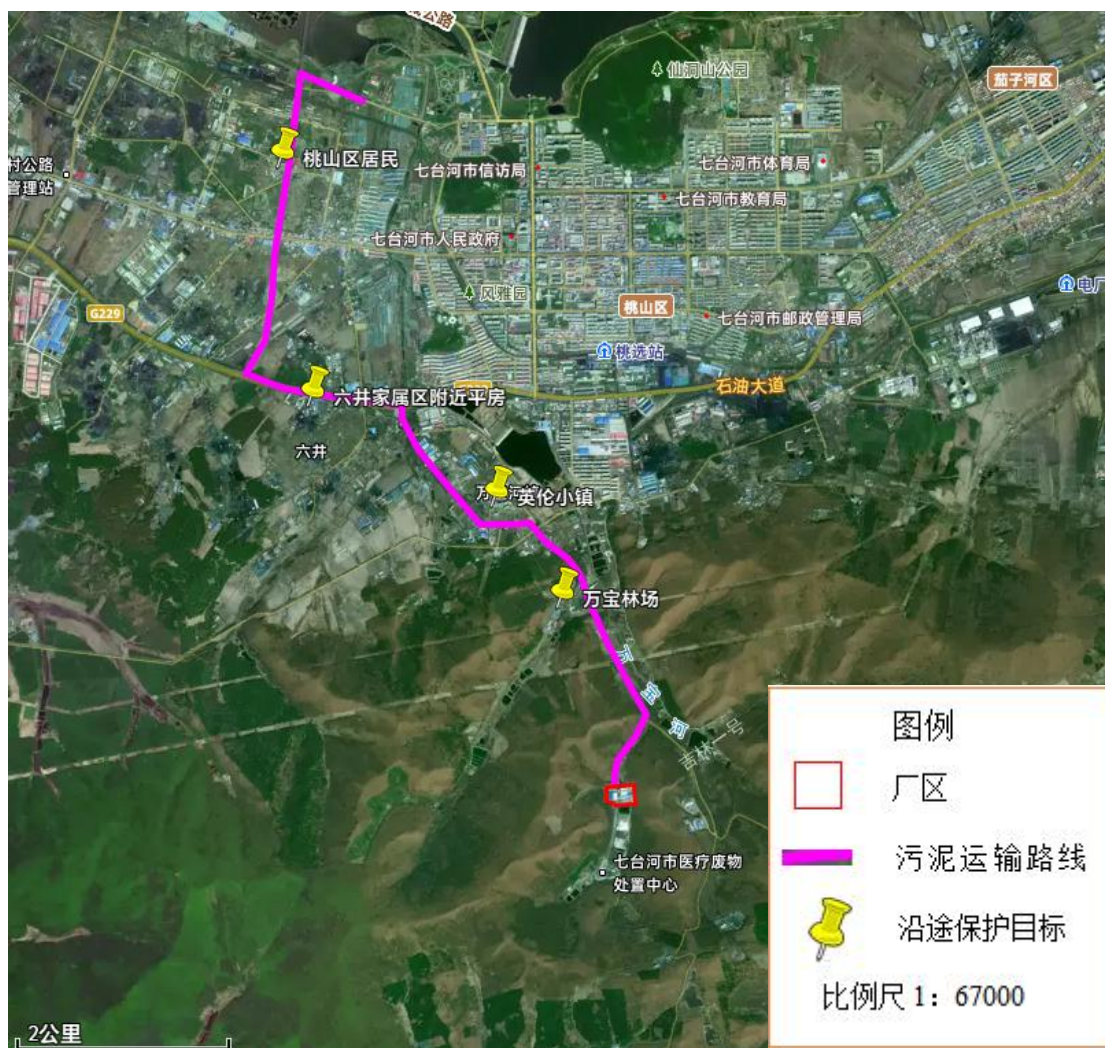 仙洞山公园
茄子河区
桃山区居民
村公路
管理站
七台河市信访局
七台河市体育局
七台河市教育局
七台河市人民政府
风雅园
G229
桃山区
七台河市邮政管理局
电厂
桃选站
石油大道
六井家属区附近平房
六井
英伦小镇
万宝林场
万宝河
吉林一号
七台河市医疗废物
处置中心
2公里
图例
厂区
污泥运输路线
沿途保护目标
比例尺 1：67000